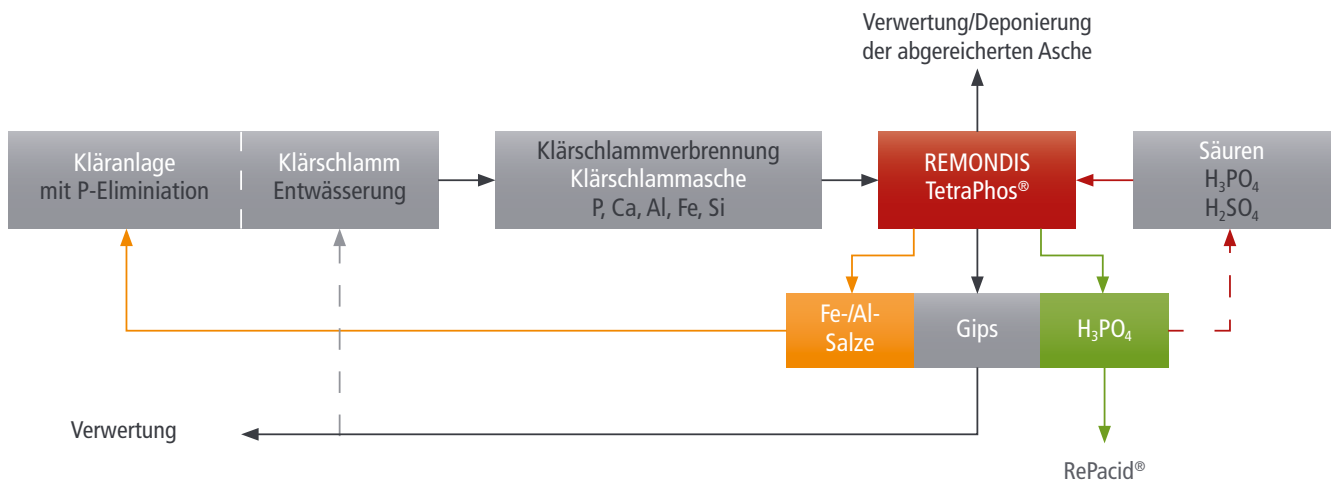 Verwertung/Deponierung
der abgereicherten Asche
Kläranlage
mit P-Eliminiation
Klärschlamm
Entwässerung
Klärschlammverbrennung
Klärschlammasche
P, Ca, Al, Fe, Si
REMONDIS
TetraPhos®
Säuren
H₃PO₄
H₂SO₄
Fe-/Al-
Salze
Gips
H₃PO₄
Verwertung
RePacid®